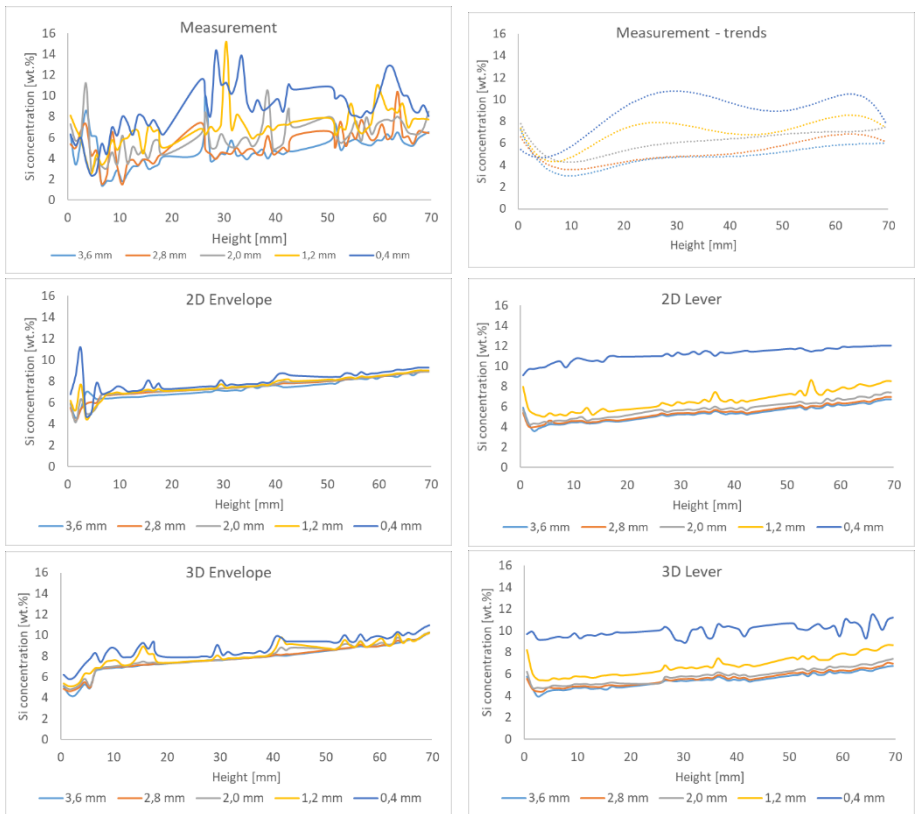 Measurement
Si concentration [wt.%]
16
14
12
10
8
6
4
2
0
0 10 20 30 40 50 60 70
Height [mm]
3,6 mm 2,8 mm 2,0 mm 1,2 mm 0,4 mm
Measurement - trends
Si concentration [wt.%]
16
14
12
10
8
6
4
2
0
0 10 20 30 40 50 60 70
Height [mm]
2D Envelope
Si concentration [wt.%]
16
14
12
10
8
6
4
2
0
0 10 20 30 40 50 60 70
Height [mm]
3,6 mm 2,8 mm 2,0 mm 1,2 mm 0,4 mm
2D Lever
Si concentration [wt.%]
16
14
12
10
8
6
4
2
0
0 10 20 30 40 50 60 70
Height [mm]
3,6 mm 2,8 mm 2,0 mm 1,2 mm 0,4 mm
3D Envelope
Si concentration [wt.%]
16
14
12
10
8
6
4
2
0
0 10 20 30 40 50 60 70
Height [mm]
3,6 mm 2,8 mm 2,0 mm 1,2 mm 0,4 mm
3D Lever
Si concentration [wt.%]
16
14
12
10
8
6
4
2
0
0 10 20 30 40 50 60 70
Height [mm]
3,6 mm 2,8 mm 2,0 mm 1,2 mm 0,4 mm